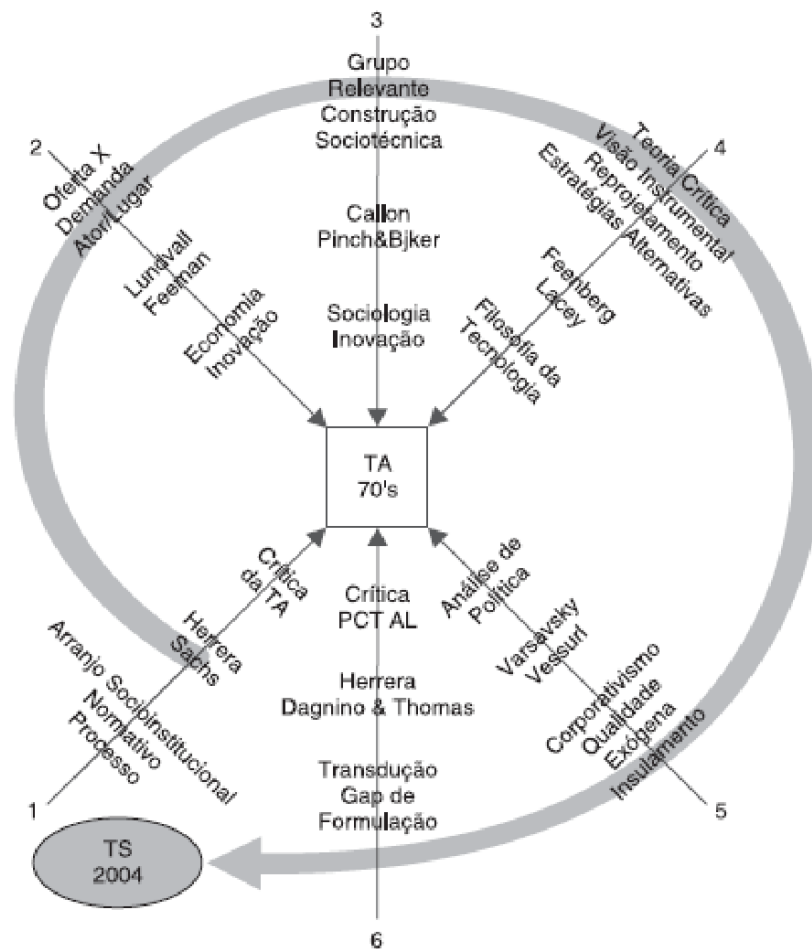 3
Grupo
Relevante
Construção
Sociotécnica
Callon
Pinch&Bjker
Sociologia
Inovação
2
Oferta X
Demanda
Ator/Lugar
Lundvall
Feeman
Economia
Inovação
4
Teoria Crítica
Visão Instrumental
Reprojetamento
Estratégias Alternativas
Feenberg
Lacey
Filosofia da
Tecnologia
TA
70's
Crítica
da TA
Herrera
Sachs
Arranjo Socioinstitucional
Normativo
Processo
1
Crítica
PCT AL
Herrera
Dagnino & Thomas
Transdução
Gap de
Formulação
6
Análise de
Política
Varsavsky
Vessuri
Corporativismo
Qualidade
Exógena
Insulamento
5
TS
2004